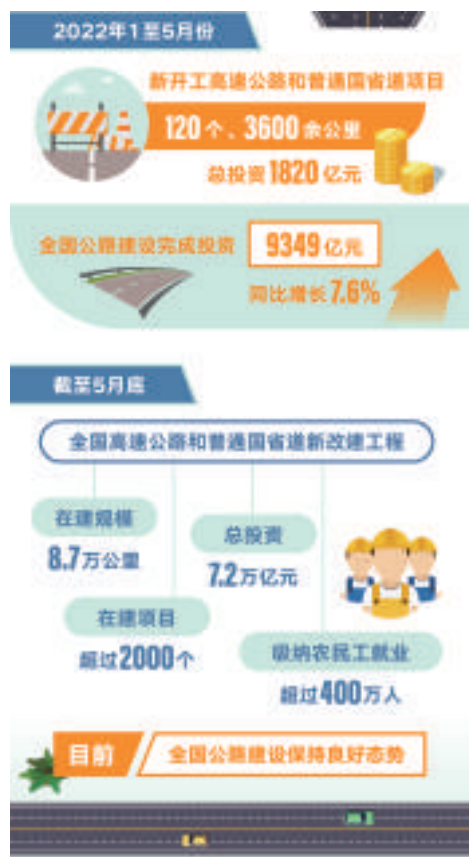 2022年1至5月份
新开工高速公路和普通国省道项目
120个、3600余公里
总投资1820亿元
全国公路建设完成投资
9349亿元
同比增长7.6%
截至5月底
全国高速公路和普通国省道新改建工程
在建规模
8.7万公里
总投资
7.2万亿元
在建项目
超过2000个
吸纳农民工就业
超过400万人
目前
全国公路建设保持良好态势